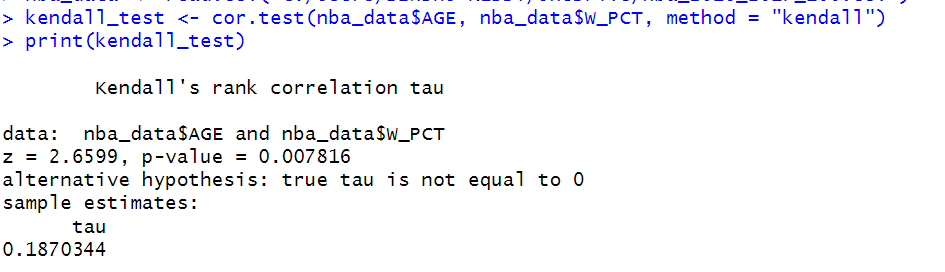 > kendall_test <- cor.test(nba_data$AGE, nba_data$W_PCT, method = "kendall")
> print(kendall_test)
Kendall's rank correlation tau
data:  nba_data$AGE and nba_data$W_PCT
z = 2.6599, p-value = 0.007816
alternative hypothesis: true tau is not equal to 0
sample estimates:
tau
0.1870344